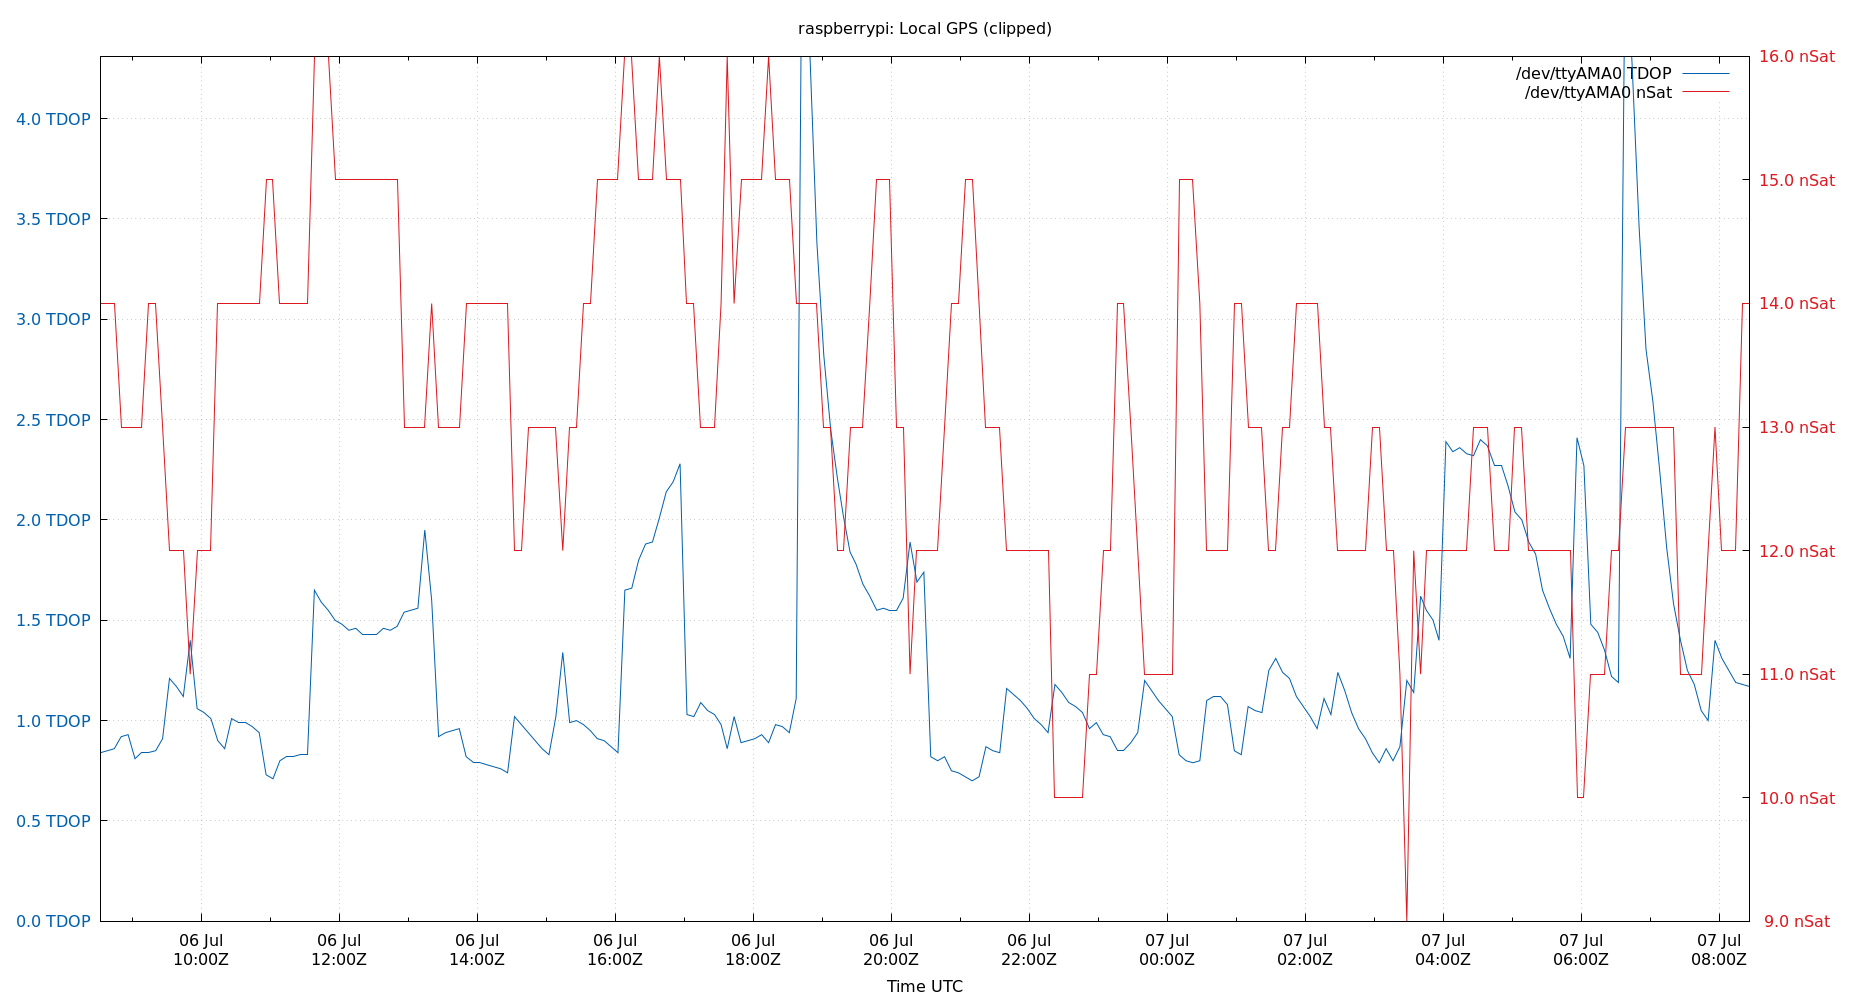 raspberrypi: Local GPS (clipped)
16.0 nSat
/dev/ttyAMA0 TDOP
/dev/ttyAMA0 nSat
4.0 TDOP
15.0 nSat
3.5 TDOP
14.0 nSat
3.0 TDOP
2.5 TDOP
13.0 nSat
2.0 TDOP
12.0 nSat
1.5 TDOP
11.0 nSat
1.0 TDOP
10.0 nSat
0.5 TDOP
0.0 TDOP
9.0 nSat
06 Jul 06 Jul 06 Jul 06 Jul 06 Jul 06 Jul 06 Jul 07 Jul 07 Jul 07 Jul 07 Jul 07 Jul
10:00Z 12:00Z 14:00Z 16:00Z 18:00Z 20:00Z 22:00Z 00:00Z 02:00Z 04:00Z 06:00Z 08:00Z
Time UTC